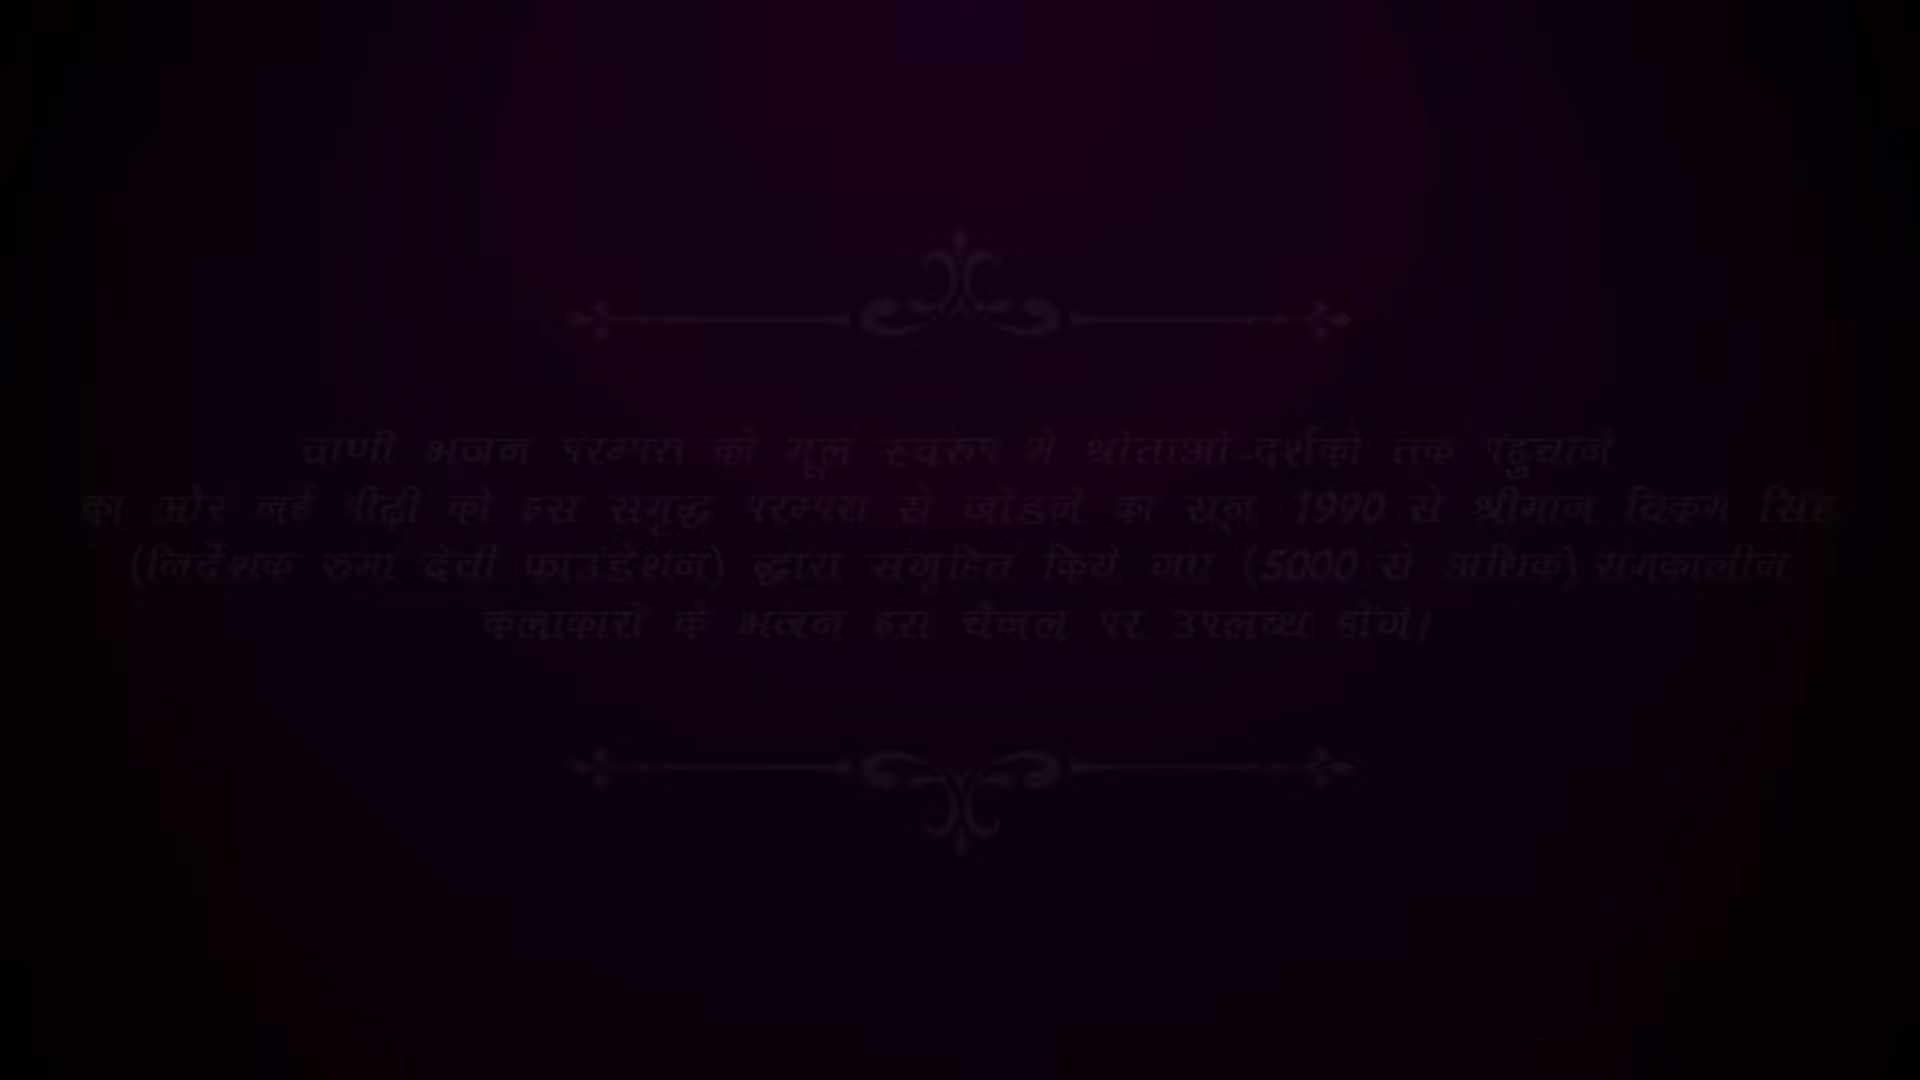 वाणी भजन परम्परा को मूल स्वरुप मे श्रोताओं-दर्शको तक पंहुचाने
का और नई पीढ़ी को इस समृद्ध परम्परा से जोडने का सन् 1990 से श्रीमान् विक्रम सिंह
(निर्देशक रुमा देवी फाउंडेशन) द्धारा संगृहित किये गए (5000 से अधिक) समकालीन
कलाकारों के भजन इस चैनल पर उपलब्ध होंगे।